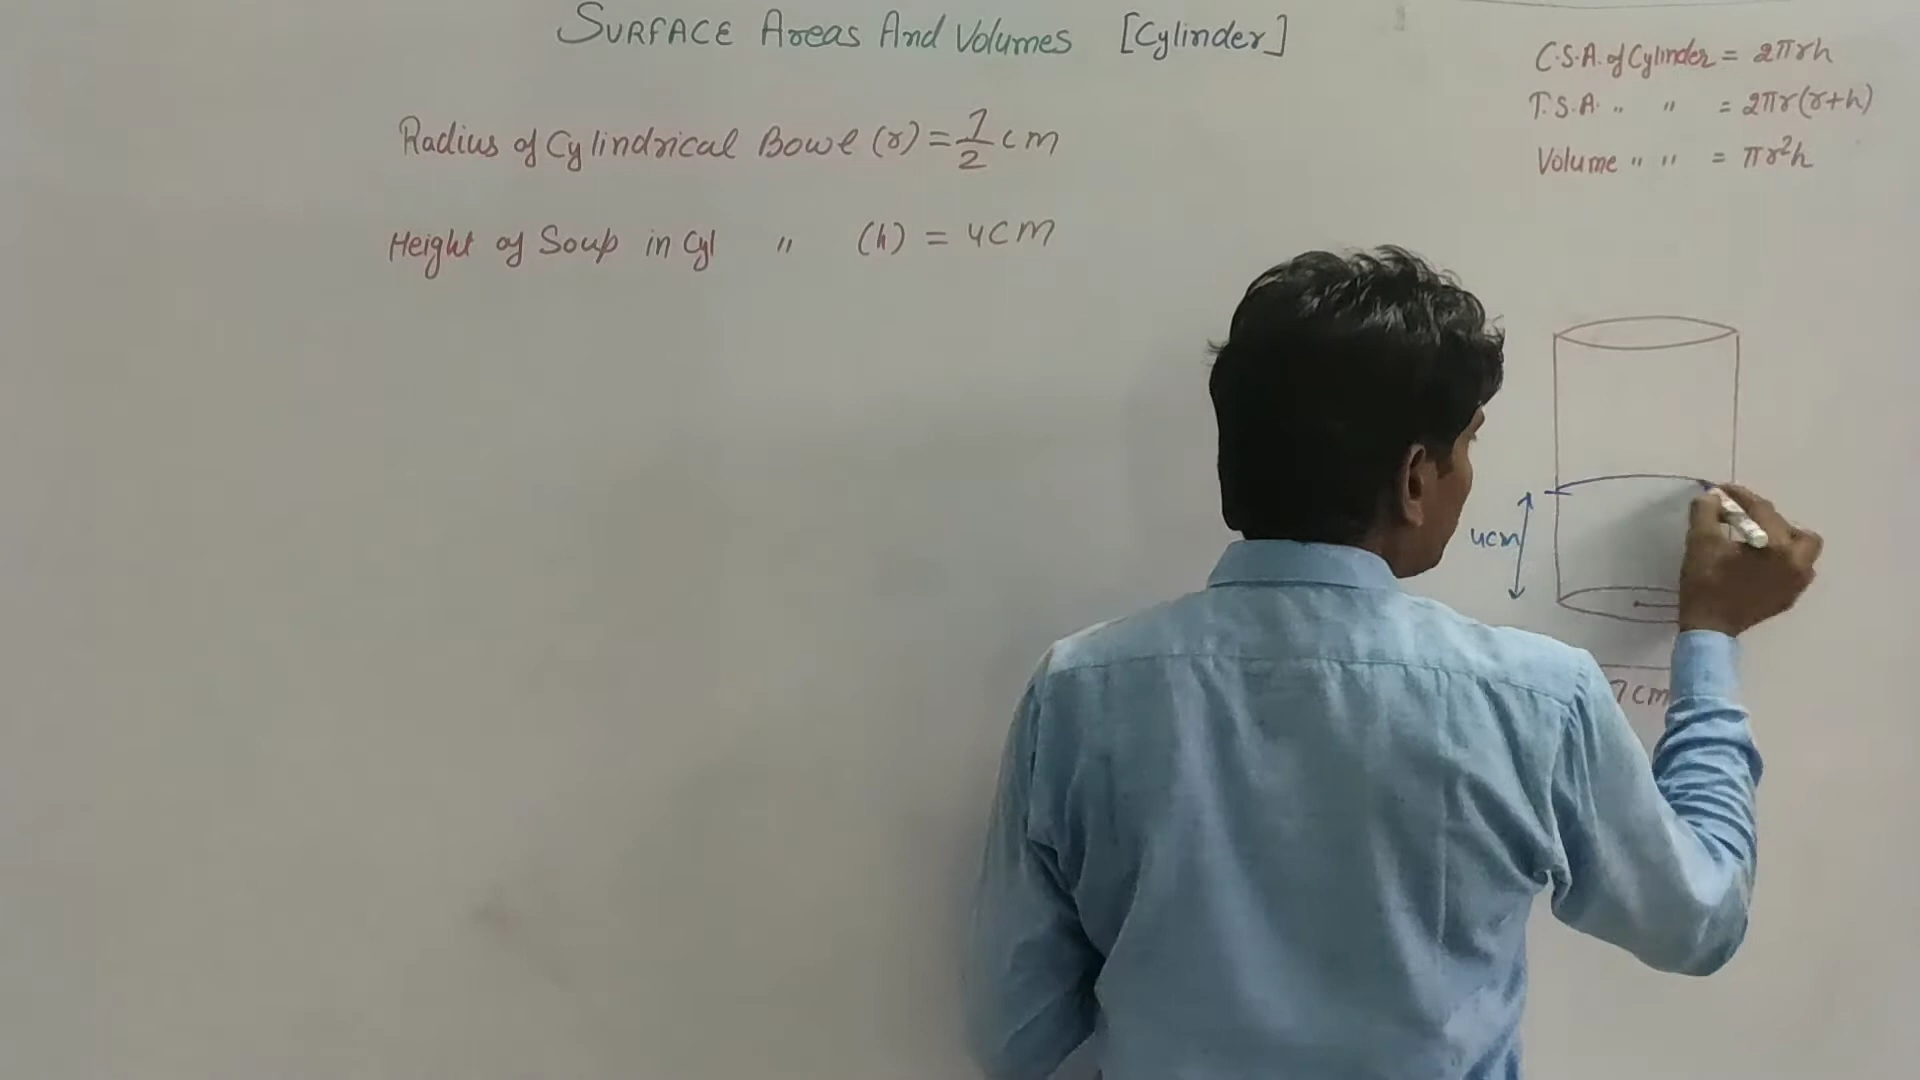 SURFACE Areas And Volumes [Cylinder]
C.S.A. of Cylinder = 2πrh
T.S.A. " " = 2πr(r+h)
Volume " " = πr²h
Radius of Cylindrical Bowl (r) = 7/2 cm
Height of Soup in Cyl " (h) = 4cm
4cm
7cm